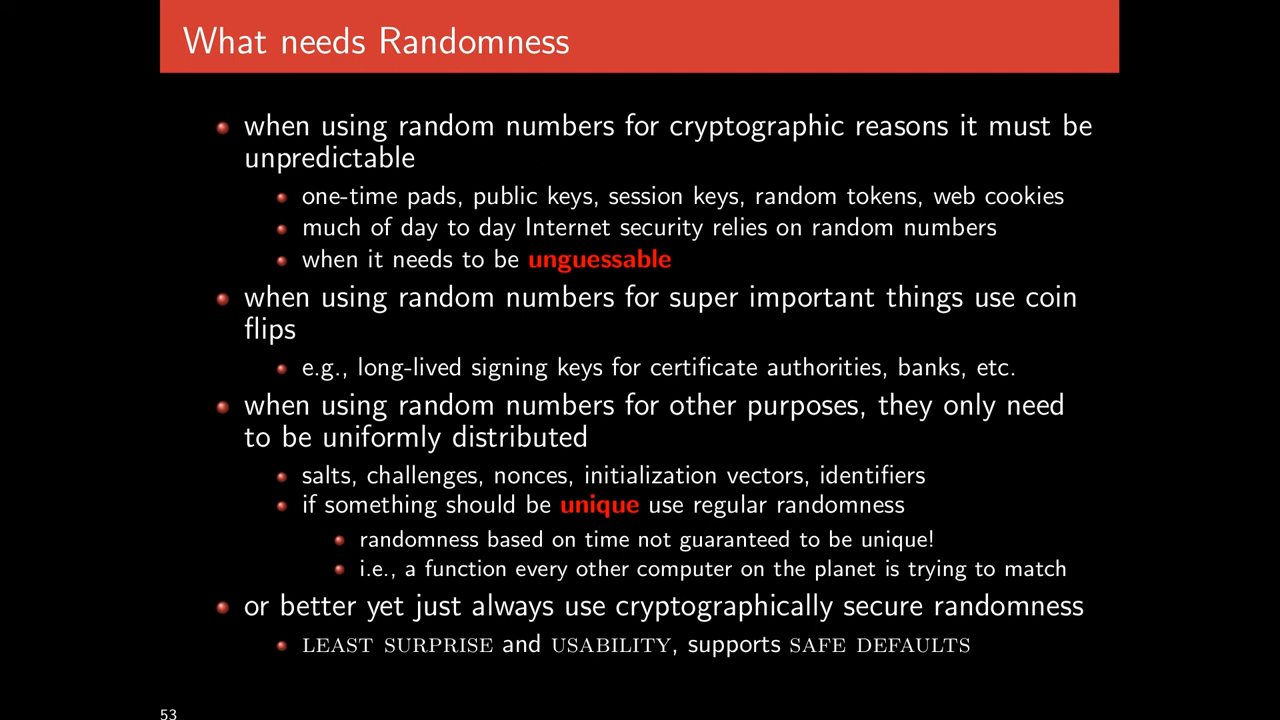 What needs Randomness
when using random numbers for cryptographic reasons it must be
unpredictable
one-time pads, public keys, session keys, random tokens, web cookies
much of day to day Internet security relies on random numbers
when it needs to be unguessable
when using random numbers for super important things use coin
flips
e.g., long-lived signing keys for certificate authorities, banks, etc.
when using random numbers for other purposes, they only need
to be uniformly distributed
salts, challenges, nonces, initialization vectors, identifiers
if something should be unique use regular randomness
randomness based on time not guaranteed to be unique!
i.e., a function every other computer on the planet is trying to match
or better yet just always use cryptographically secure randomness
LEAST SURPRISE and USABILITY, supports SAFE DEFAULTS
53